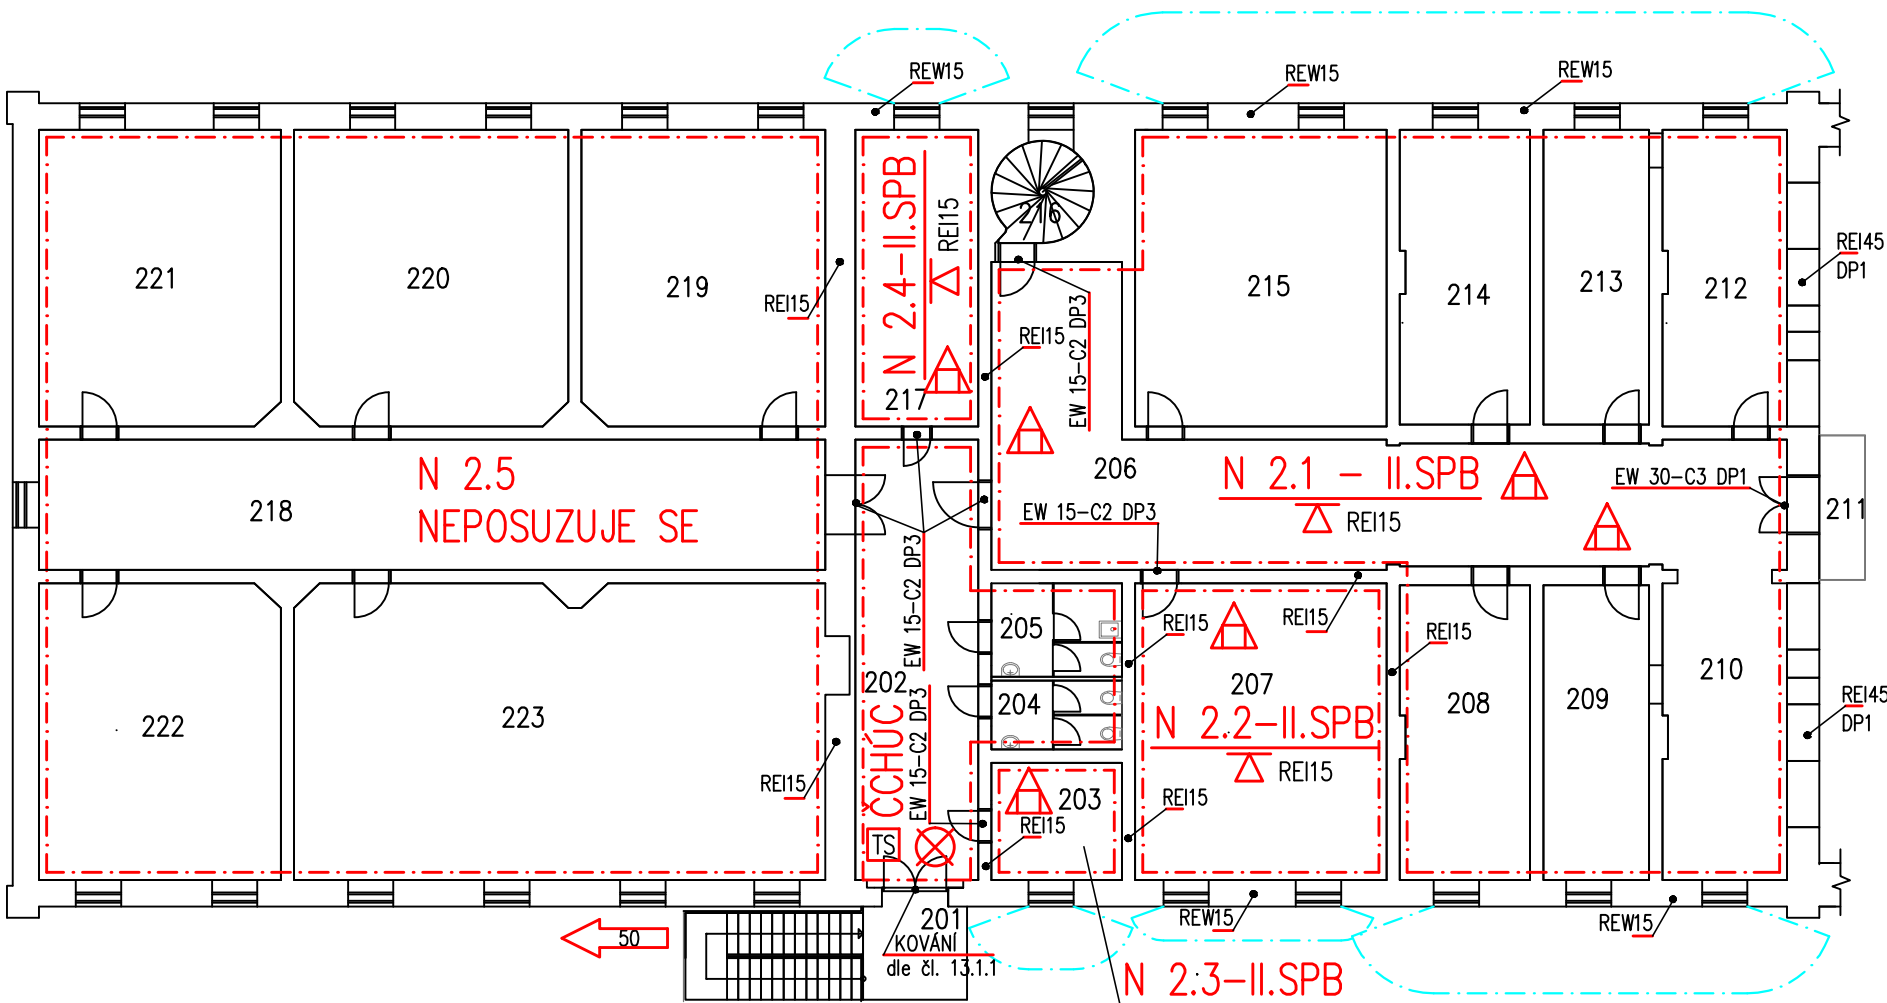 REW15
REW15
REW15
N 2.4-II.SPB
REI15
216
REI45
DP1
221
220
219
215
214
213
212
REI15
REI15
EW 15-C2 DP3
217
206
N 2.5
NEPOSUZUJE SE
218
N 2.1 - II.SPB
REI15
EW 30-C3 DP1
211
EW 15-C2 DP3
EW 15-C2 DP3
205
REI15
REI15
REI15
202
204
207
208
209
210
REI45
DP1
222
223
ČCHÚC
EW 15-C2 DP3
N 2.2-II.SPB
REI15
REI15
203
REI15
REI15
TS
201
50
KOVÁNÍ
dle čl. 13.1.1
REW15
REW15
N 2.3-II.SPB